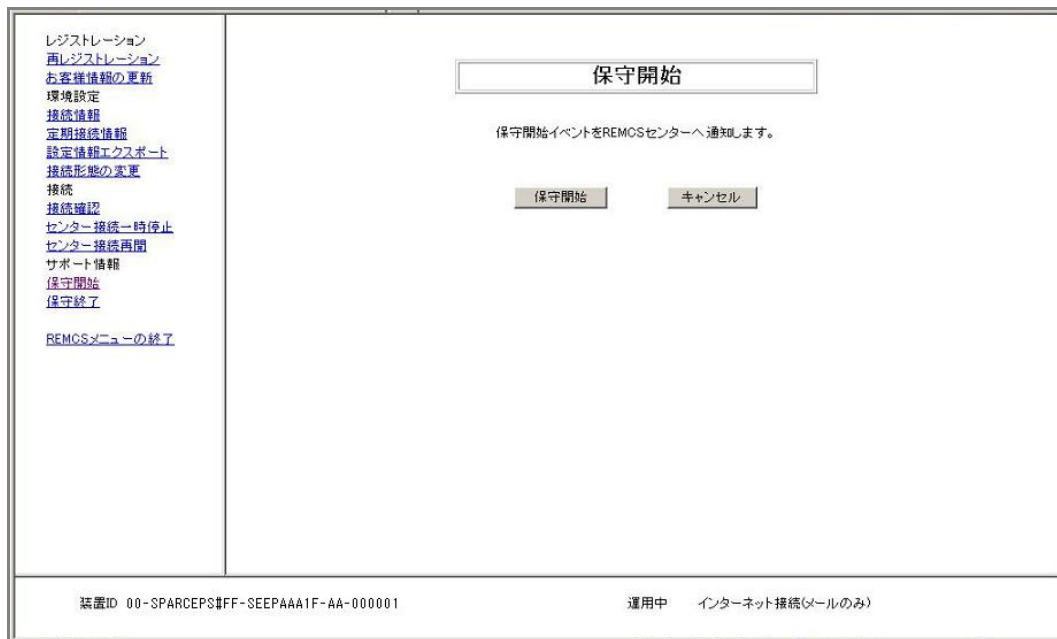 レジストレーション
再レジストレーション
お客様情報の更新
環境設定
接続情報
定期接続情報
設定情報エクスポート
接続形態の変更
接続
接続確認
センター接続一時停止
センター接続再開
サポート情報
保守開始
保守終了
REMCSメニューの終了
保守開始
保守開始イベントをREMCSセンターへ通知します。
保守開始 キャンセル
装置ID 00-SPARCEPS#FF-SEEPAAA1F-AA-000001 運用中 インターネット接続(メールのみ)